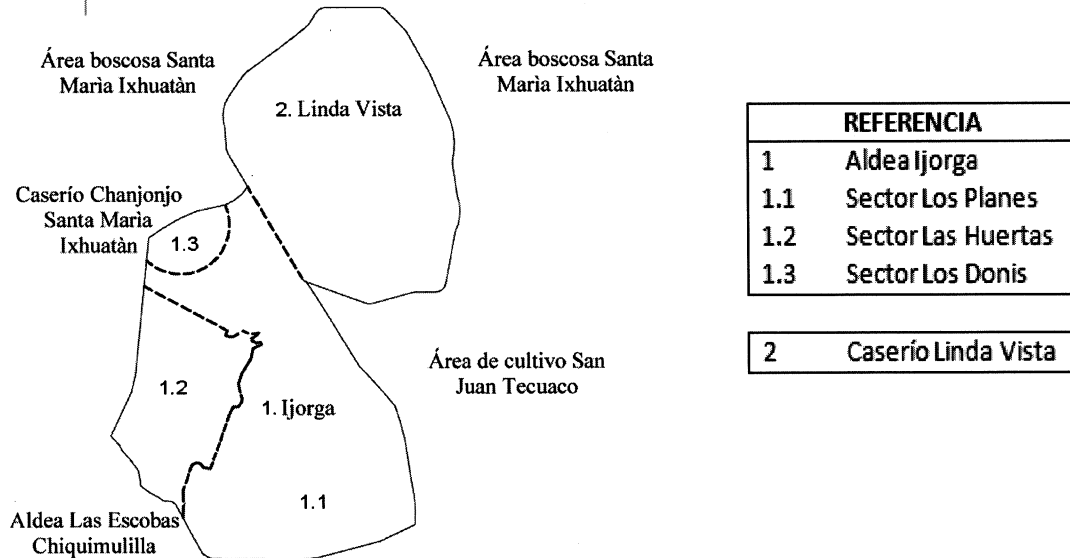 Área boscosa Santa
Marìa Ixhuatàn
Área boscosa Santa
Marìa Ixhuatàn
2. Linda Vista
Caserío Chanjonjo
Santa Marìa
Ixhuatàn
1.3
Área de cultivo San
Juan Tecuaco
1.2
1. Ijorga
1.1
Aldea Las Escobas
Chiquimulilla
REFERENCIA
1 Aldea Ijorga
1.1 Sector Los Planes
1.2 Sector Las Huertas
1.3 Sector Los Donis
2 Caserío Linda Vista